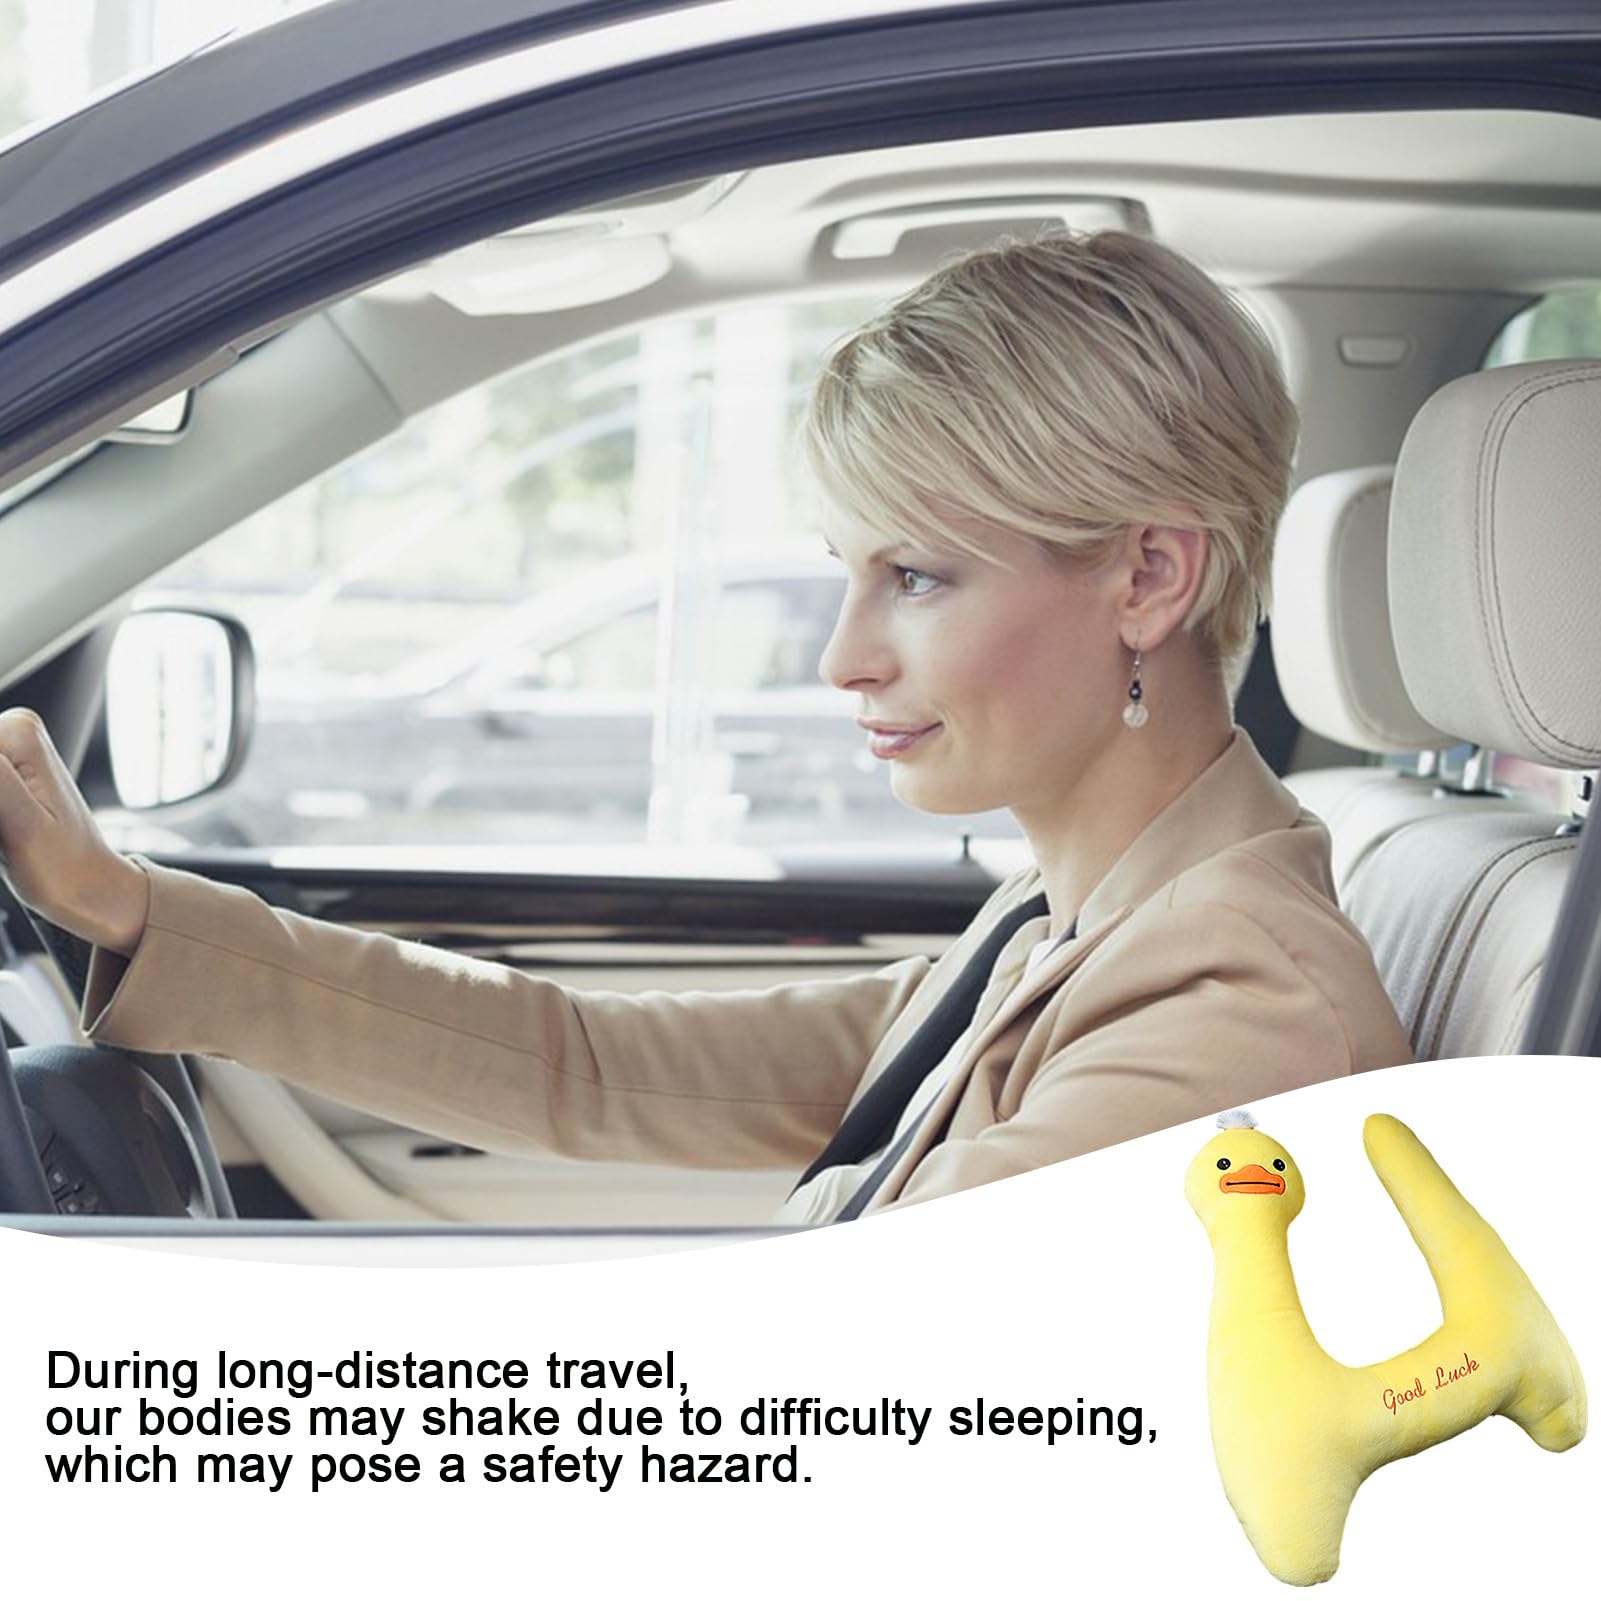 During long-distance travel,
our bodies may shake due to difficulty sleeping,
which may pose a safety hazard.
Good Luck